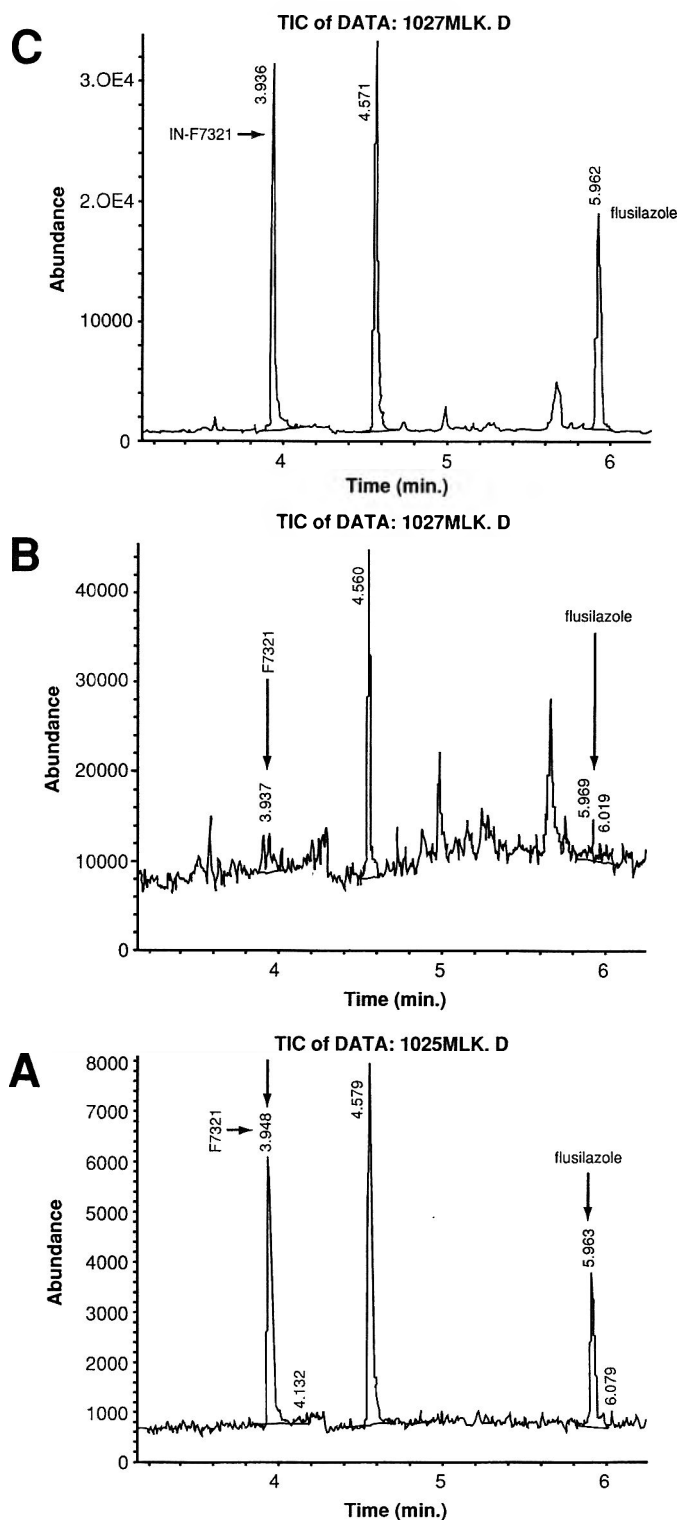 C
TIC of DATA: 1027MLK. D
Abundance
3.OE4
2.OE4
10000
0
3.936
IN-F7321
4.571
5.962
flusilazole
4
5
6
Time (min.)
B
TIC of DATA: 1027MLK. D
Abundance
40000
30000
20000
10000
0
F7321
3.937
4.560
flusilazole
5.969
6.019
4
5
6
Time (min.)
A
TIC of DATA: 1025MLK. D
Abundance
8000
7000
6000
5000
4000
3000
2000
1000
0
F7321
3.948
4.132
4.579
flusilazole
5.963
6.079
4
5
6
Time (min.)